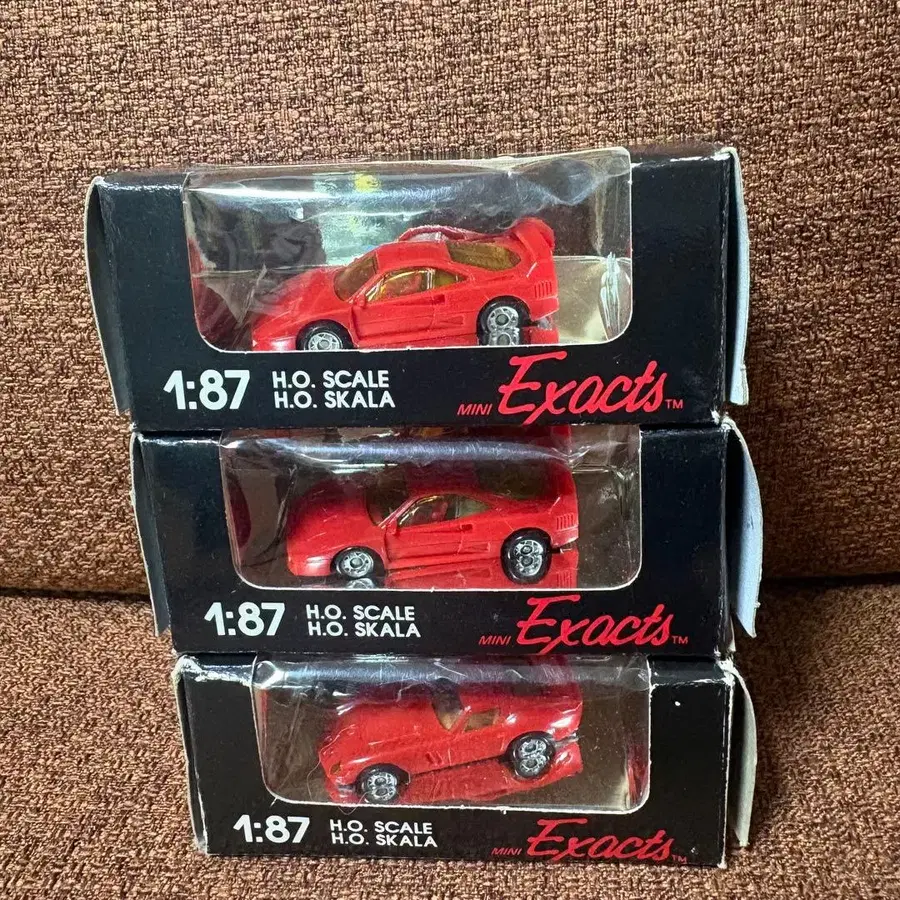 1:87
H.O. SCALE
H.O. SKALA
MINI Exacts™
1:87
H.O. SCALE
H.O. SKALA
MINI Exacts™
1:87
H.O. SCALE
H.O. SKALA
MINI Exacts™